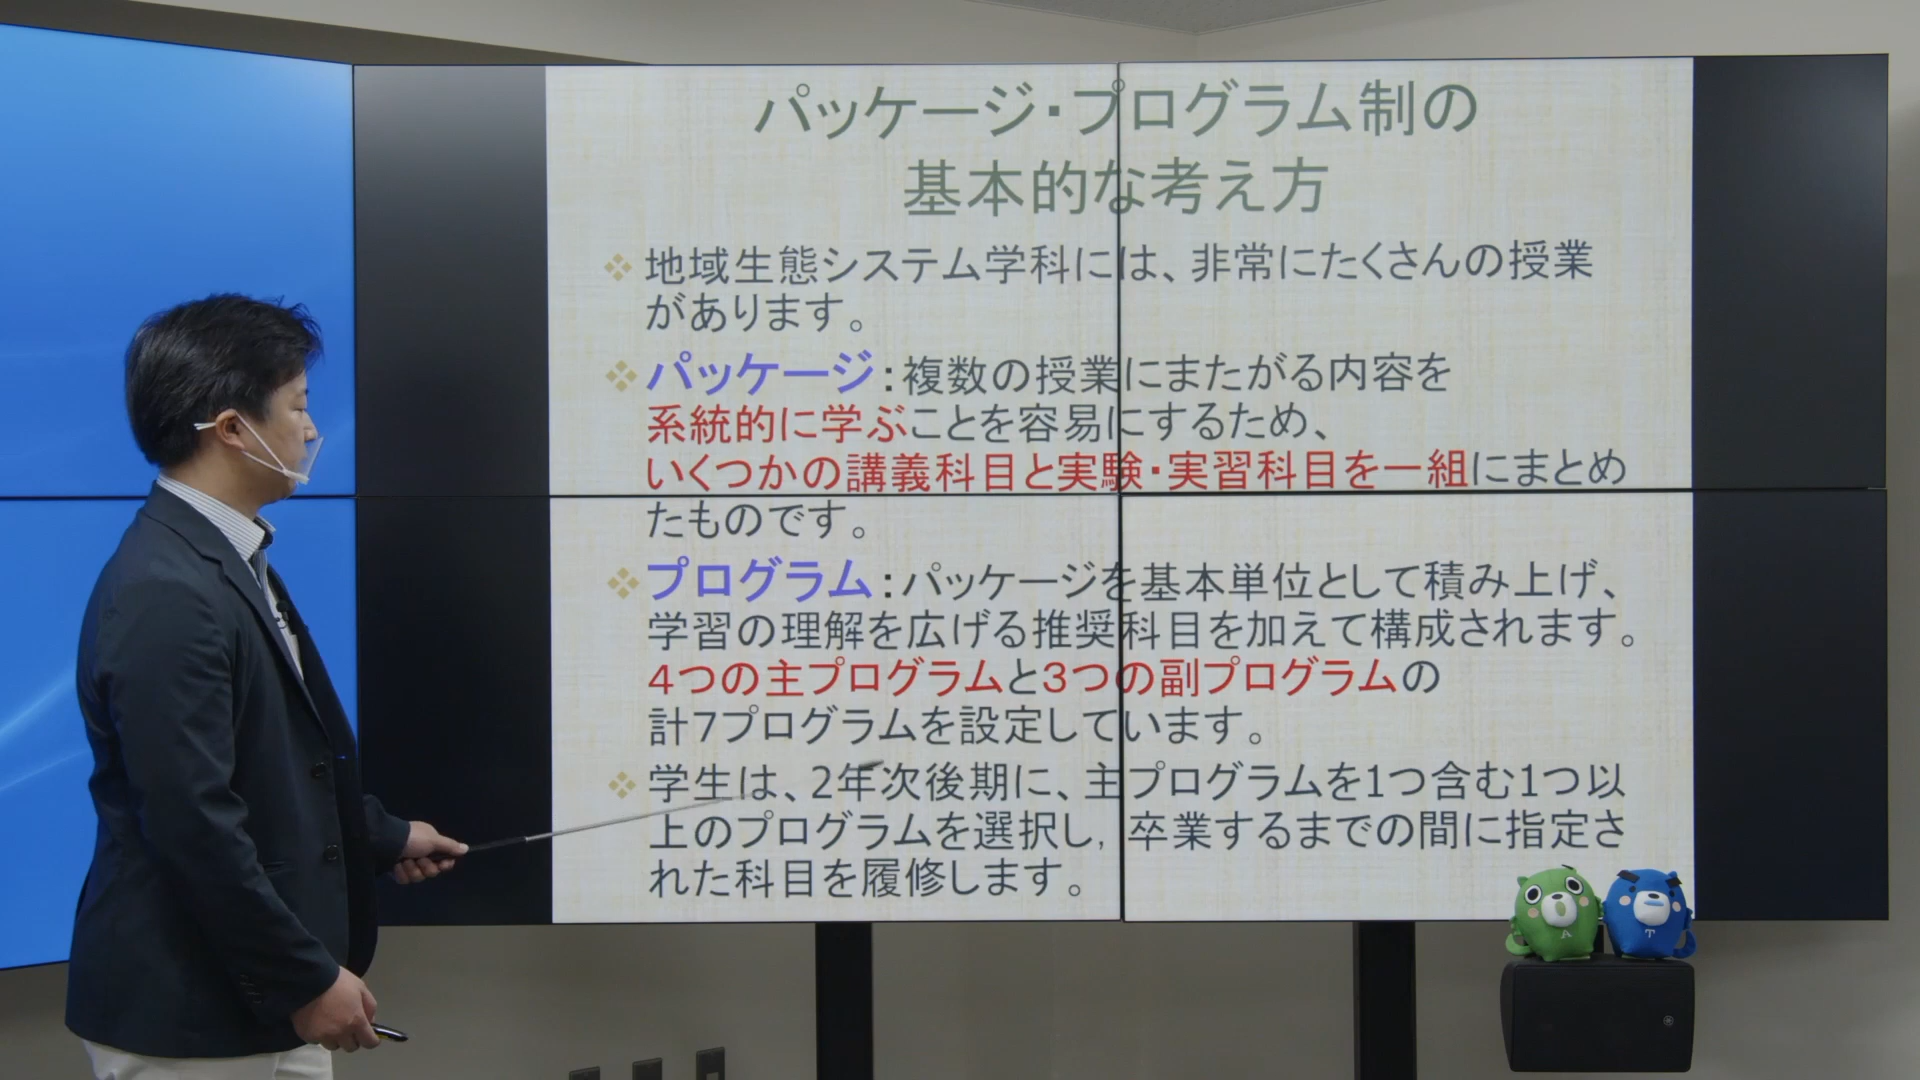 パッケージ・プログラム制の
基本的な考え方
地域生態システム学科には、非常にたくさんの授業
があります。
パッケージ：複数の授業にまたがる内容を
系統的に学ぶことを容易にするため、
いくつかの講義科目と実験・実習科目を一組にまとめ
たものです。
プログラム：パッケージを基本単位として積み上げ、
学習の理解を広げる推奨科目を加えて構成されます。
4つの主プログラムと3つの副プログラムの
計7プログラムを設定しています。
学生は、2年次後期に、主プログラムを1つ含む1つ以
上のプログラムを選択し，卒業するまでの間に指定さ
れた科目を履修します。
A
T